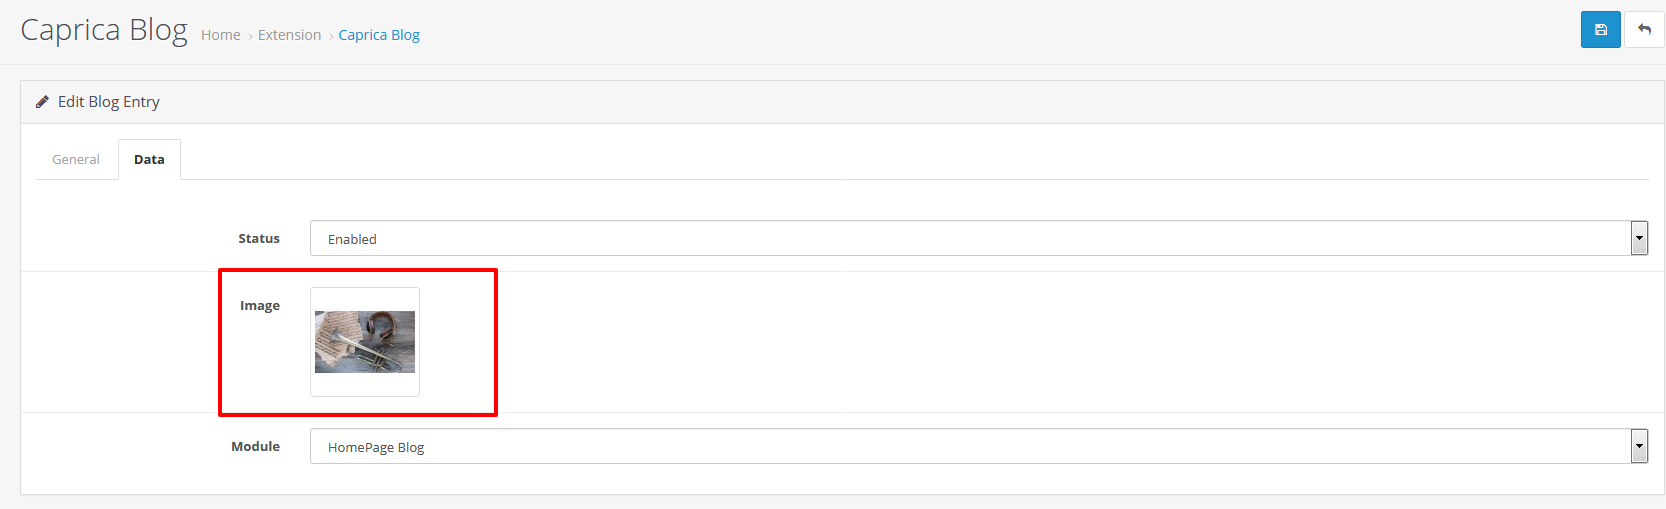 Caprica Blog Home › Extension › Caprica Blog
Edit Blog Entry
General Data
Status Enabled
Image
Module HomePage Blog